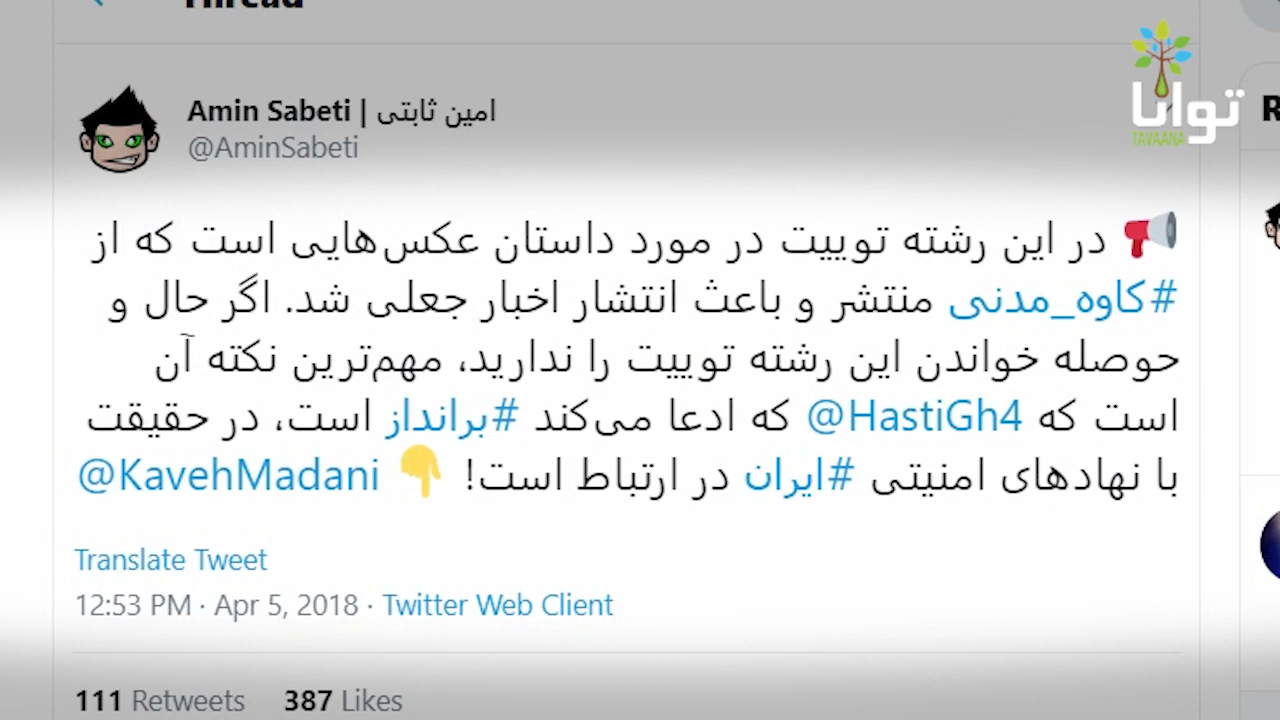 Thread
Amin Sabeti | امین ثابتی
@AminSabeti
توانا
TAVAANA
R
📢 در این رشته توییت در مورد داستان عکس‌هایی است که از
#کاوه_مدنی منتشر و باعث انتشار اخبار جعلی شد. اگر حال و
حوصله خواندن این رشته توییت را ندارید، مهم‌ترین نکته آن
است که @HastiGh4 که ادعا می‌کند #برانداز است، در حقیقت
با نهادهای امنیتی #ایران در ارتباط است! 👇 @KavehMadani
Translate Tweet
12:53 PM · Apr 5, 2018 · Twitter Web Client
111 Retweets 387 Likes